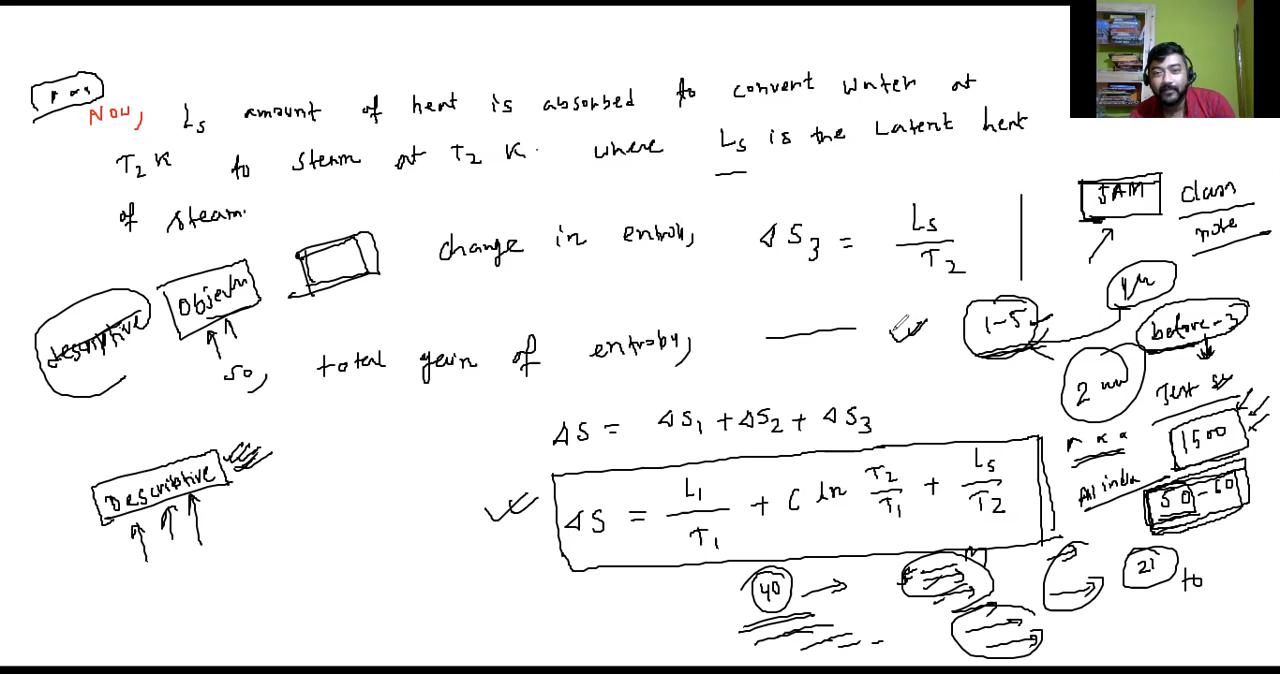 Now, Ls amount of heat is absorbed to convert water at
T2 K to steam at T2 K. where Ls is the Latent heat
of steam.
change in entropy, ΔS3 = Ls/T2
Objective
Descriptive
So, total gain of entropy,
ΔS = ΔS1 + ΔS2 + ΔS3
ΔS = L1/T1 + C ln T2/T1 + Ls/T2
Descriptive
JAM
Class
note
1-5
before-3
2
Test
1500
All india
50-60
40
21 to